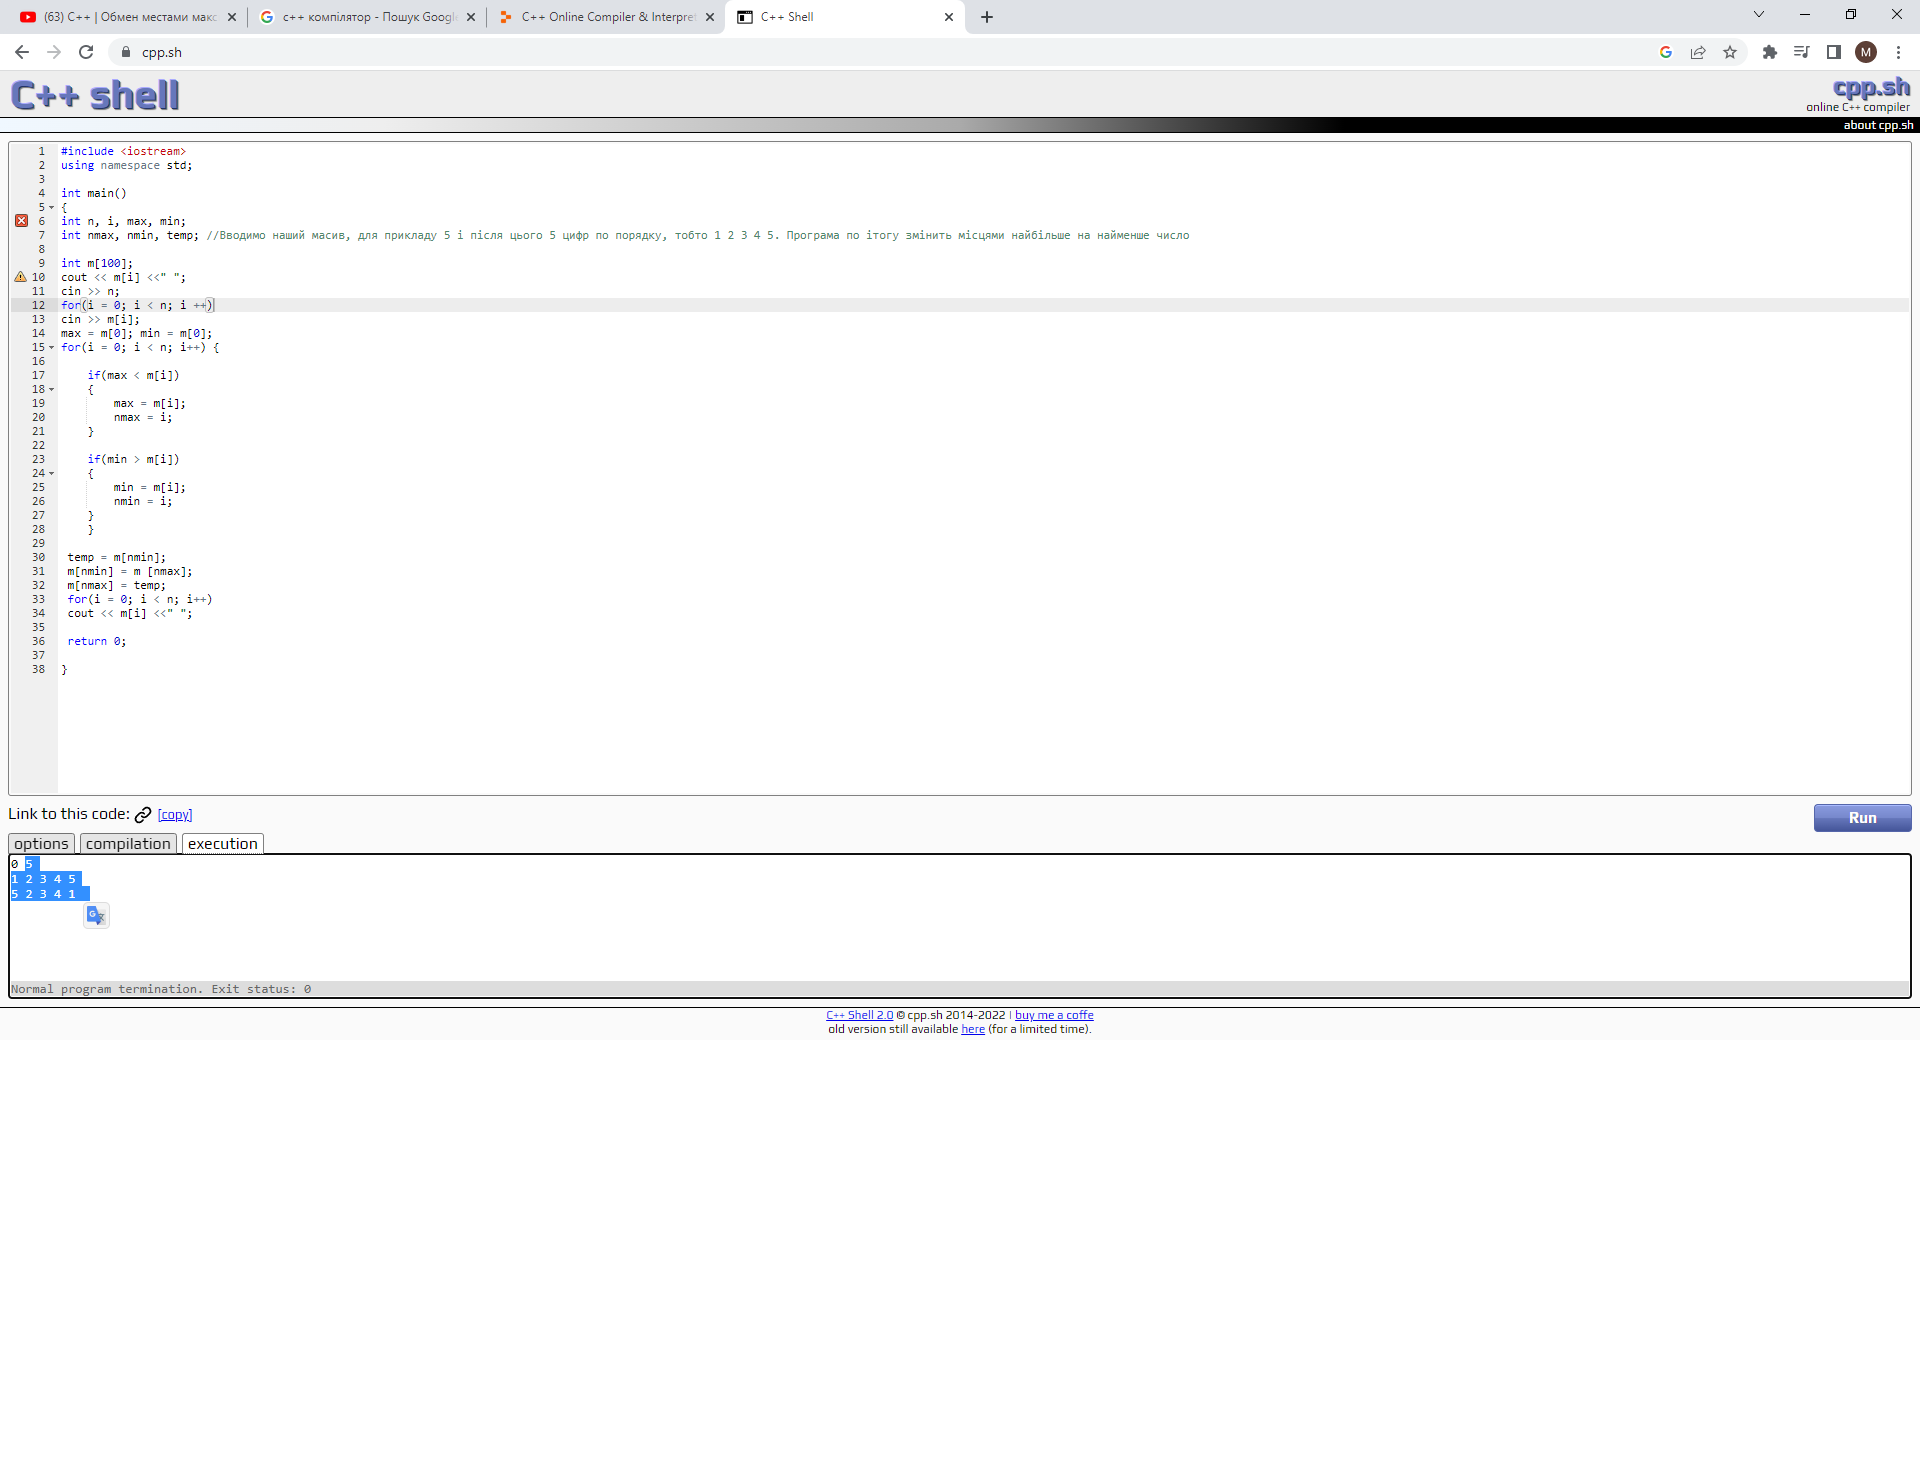 (63) C++ | Обмен местами макс
c++ компілятор - Пошук Google
C++ Online Compiler & Interpret
C++ Shell
cpp.sh
M
C++ shell
cpp.sh
online C++ compiler
about cpp.sh
1 #include <iostream>
2 using namespace std;
3
4 int main()
5 {
6 int n, i, max, min;
7 int nmax, nmin, temp; //Вводимо наший масив, для прикладу 5 і після цього 5 цифр по порядку, тобто 1 2 3 4 5. Програма по ітогу змінить місцями найбільше на найменше число
8
9 int m[100];
10 cout << m[i] <<" ";
11 cin >> n;
12 for(i = 0; i < n; i ++)
13 cin >> m[i];
14 max = m[0]; min = m[0];
15 for(i = 0; i < n; i++) {
16
17 if(max < m[i])
18 {
19 max = m[i];
20 nmax = i;
21 }
22
23 if(min > m[i])
24 {
25 min = m[i];
26 nmin = i;
27 }
28 }
29
30 temp = m[nmin];
31 m[nmin] = m [nmax];
32 m[nmax] = temp;
33 for(i = 0; i < n; i++)
34 cout << m[i] <<" ";
35
36 return 0;
37
38 }
Link to this code: [copy]
Run
options compilation execution
0 5
1 2 3 4 5
5 2 3 4 1
Normal program termination. Exit status: 0
C++ Shell 2.0 © cpp.sh 2014-2022 | buy me a coffe
old version still available here (for a limited time).